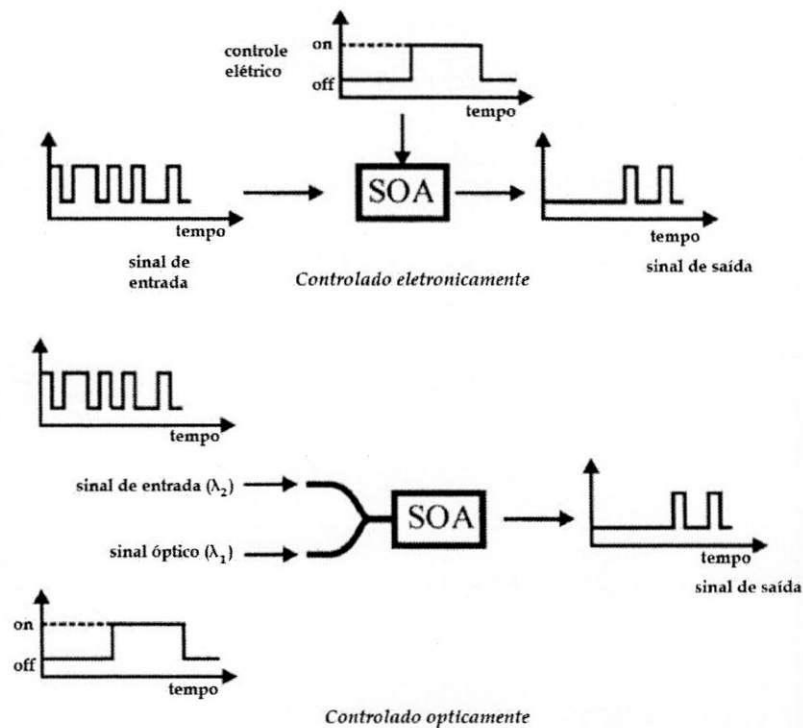 controle
elétrico
on
off
tempo
SOA
tempo
sinal de
entrada
tempo
sinal de saída
Controlado eletronicamente
tempo
sinal de entrada (λ₂)
SOA
sinal óptico (λ₁)
tempo
sinal de saída
on
off
tempo
Controlado opticamente